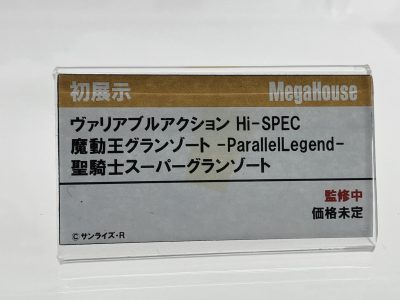 初展示 MegaHouse
ヴァリアブルアクション Hi-SPEC
魔動王グランゾート -ParallelLegend-
聖騎士スーパーグランゾート
監修中
価格未定
©サンライズ・R